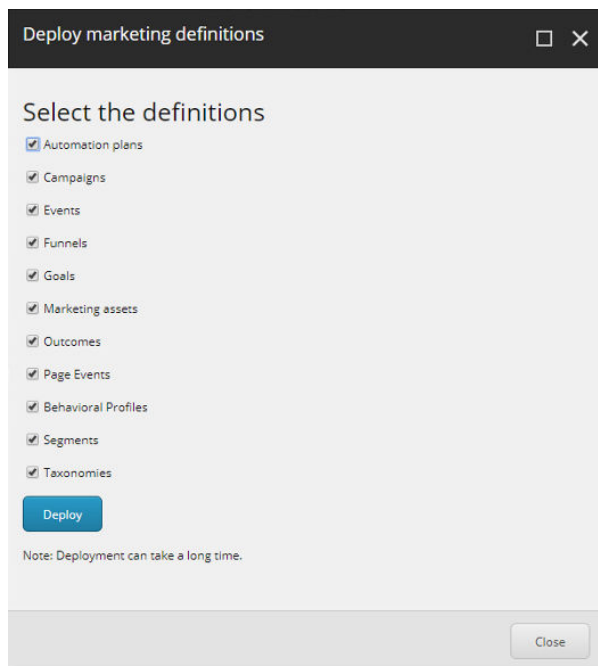 Deploy marketing definitions
Select the definitions
Automation plans
Campaigns
Events
Funnels
Goals
Marketing assets
Outcomes
Page Events
Behavioral Profiles
Segments
Taxonomies
Deploy
Note: Deployment can take a long time.
Close